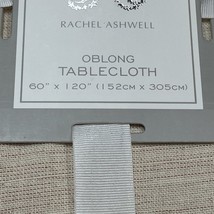 RACHEL ASHWELL
OBLONG
TABLECLOTH
60" x 120" (152CM x 305CM)